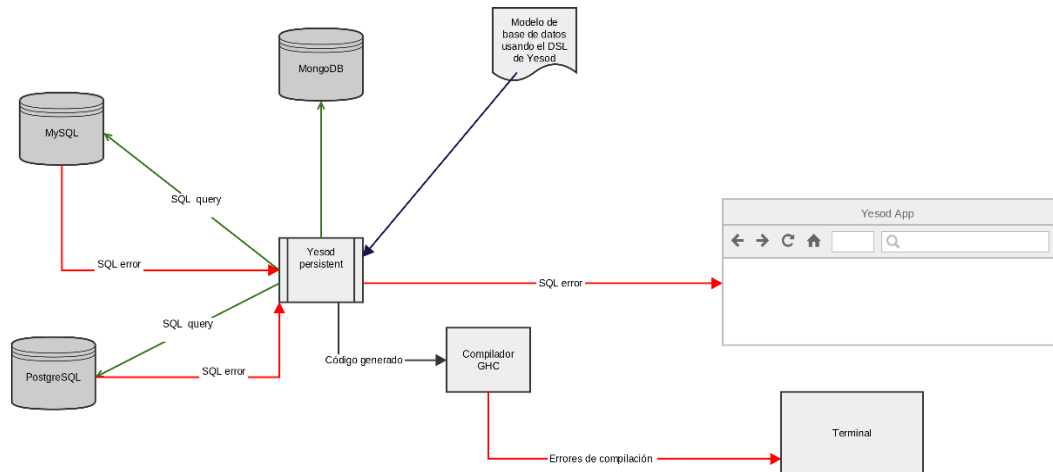 Modelo de
base de datos
usando el DSL
de Yesod
MongoDB
MySQL
SQL query
Yesod App
Yesod
persistent
SQL error
SQL error
SQL query
Código generado
Compilador
GHC
SQL error
PostgreSQL
Terminal
Errores de compilación